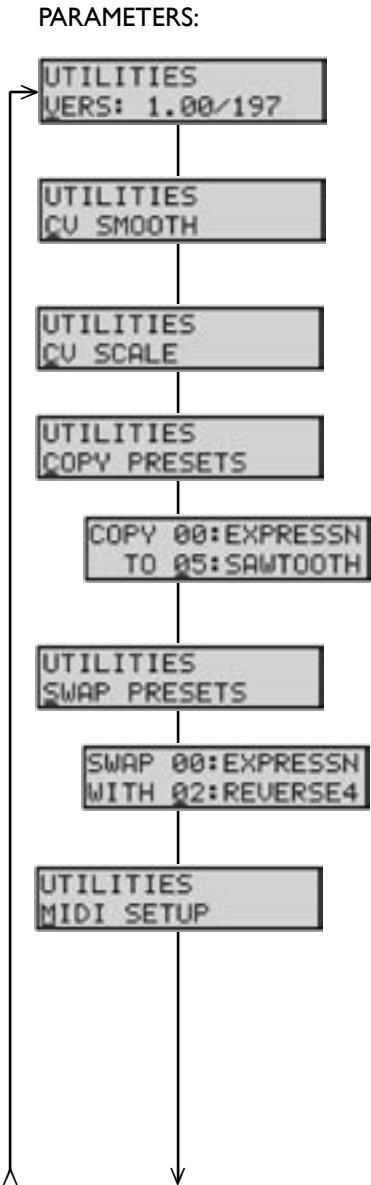 PARAMETERS:
UTILITIES
VERS: 1.00/197
UTILITIES
CV SMOOTH
UTILITIES
CV SCALE
UTILITIES
COPY PRESETS
COPY 00:EXPRESSN
TO 05:SAWTOOTH
UTILITIES
SWAP PRESETS
SWAP 00:EXPRESSN
WITH 02:REVERSE4
UTILITIES
MIDI SETUP